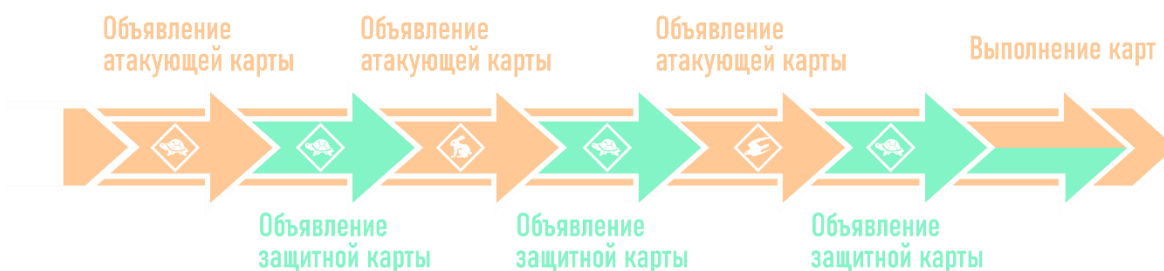 Объявление
атакующей карты
Объявление
атакующей карты
Объявление
атакующей карты
Выполнение карт
Объявление
защитной карты
Объявление
защитной карты
Объявление
защитной карты